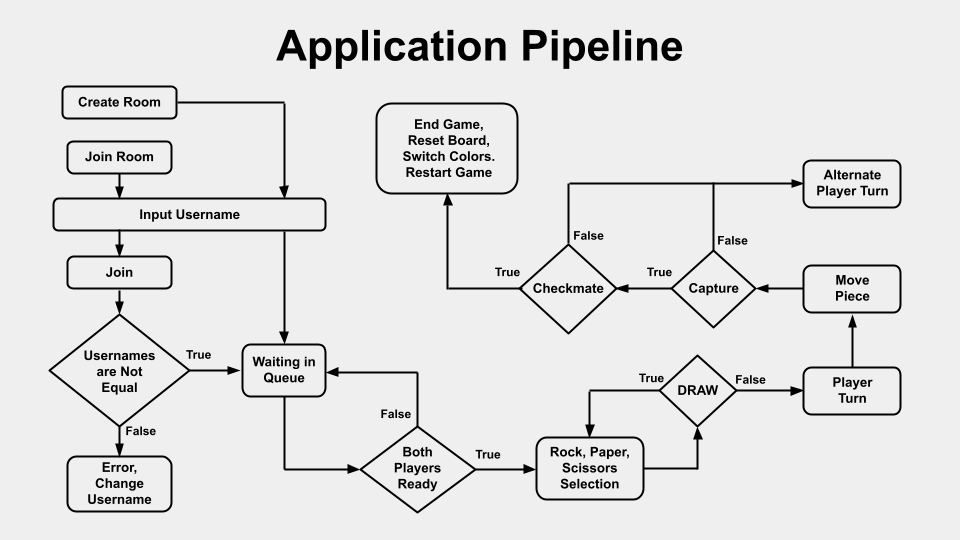 Application Pipeline
Create Room
Join Room
Input Username
Join
Usernames
are Not
Equal
True
False
Error,
Change
Username
Waiting in
Queue
False
Both
Players
Ready
True
Rock, Paper,
Scissors
Selection
True
DRAW
False
Player
Turn
Move
Piece
Capture
True
False
Checkmate
True
False
Alternate
Player Turn
End Game,
Reset Board,
Switch Colors.
Restart Game